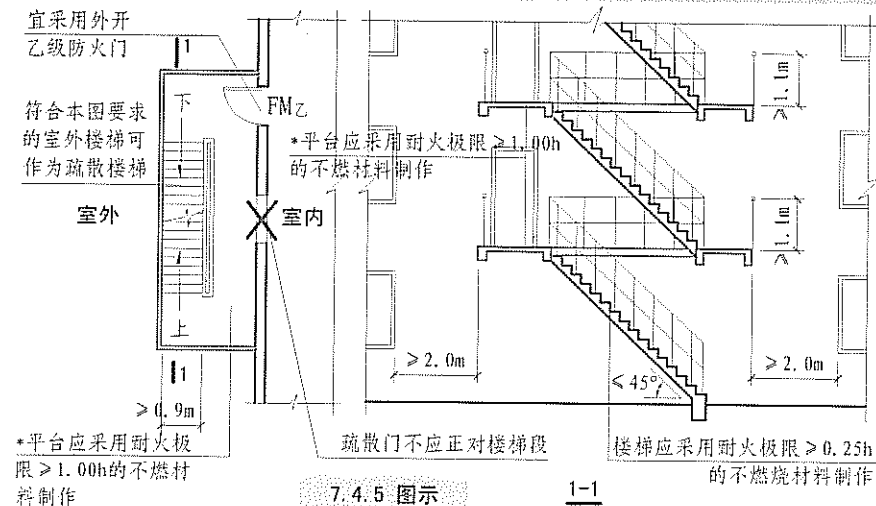 宜采用外开
乙级防火门
1
FM乙
符合本图要求
的室外楼梯可
作为疏散楼梯
下
*平台应采用耐火极限≥1.00h
的不燃材料制作
室外
室内
上
1
≥0.9m
*平台应采用耐火极
限≥1.00h的不燃材
料制作
疏散门不应正对楼梯段
≥1.1m
≥1.1m
≥2.0m
≤45°
≥2.0m
楼梯应采用耐火极限≥0.25h
的不燃烧材料制作
7.4.5 图示
1-1